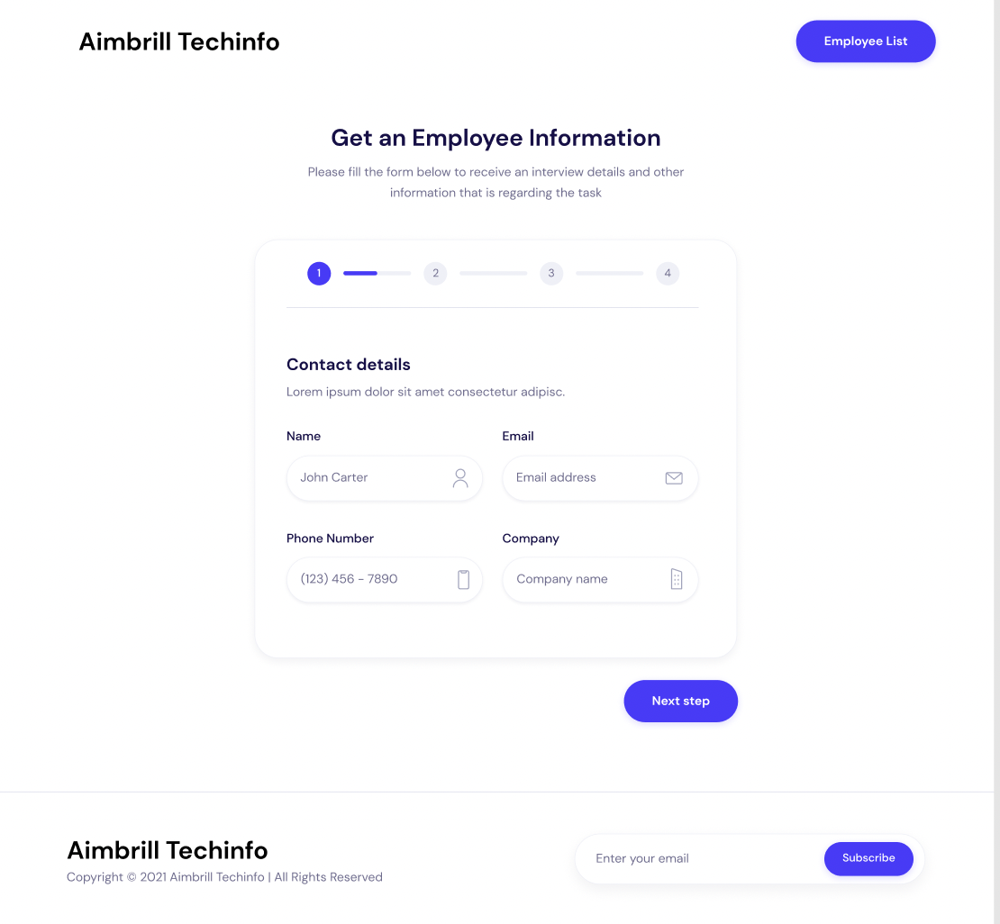 Aimbrill Techinfo
Employee List
Get an Employee Information
Please fill the form below to receive an interview details and other
information that is regarding the task
1 2 3 4
Contact details
Lorem ipsum dolor sit amet consectetur adipisc.
Name
Email
John Carter
Email address
Phone Number
Company
(123) 456 - 7890
Company name
Next step
Aimbrill Techinfo
Copyright © 2021 Aimbrill Techinfo | All Rights Reserved
Enter your email
Subscribe